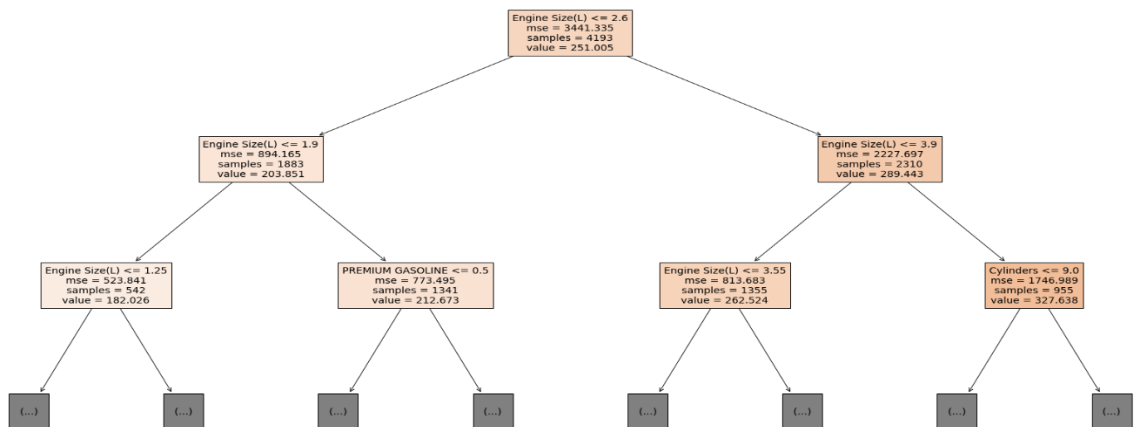 Engine Size(L) <= 2.6
mse = 3441.335
samples = 4193
value = 251.005
Engine Size(L) <= 1.9
mse = 894.165
samples = 1883
value = 203.851
Engine Size(L) <= 3.9
mse = 2227.697
samples = 2310
value = 289.443
Engine Size(L) <= 1.25
mse = 523.841
samples = 542
value = 182.026
PREMIUM GASOLINE <= 0.5
mse = 773.495
samples = 1341
value = 212.673
Engine Size(L) <= 3.55
mse = 813.683
samples = 1355
value = 262.524
Cylinders <= 9.0
mse = 1746.989
samples = 955
value = 327.638
(...)
(...)
(...)
(...)
(...)
(...)
(...)
(...)